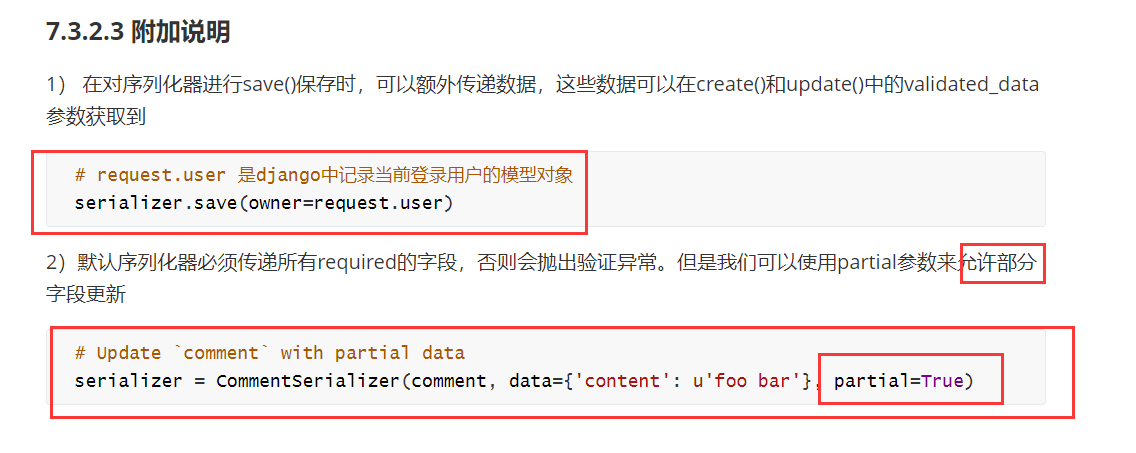 7.3.2.3 附加说明
1） 在对序列化器进行save()保存时，可以额外传递数据，这些数据可以在create()和update()中的validated_data
参数获取到
# request.user 是django中记录当前登录用户的模型对象
serializer.save(owner=request.user)
2）默认序列化器必须传递所有required的字段，否则会抛出验证异常。但是我们可以使用partial参数来允许部分
字段更新
# Update `comment` with partial data
serializer = CommentSerializer(comment, data={'content': u'foo bar'}, partial=True)